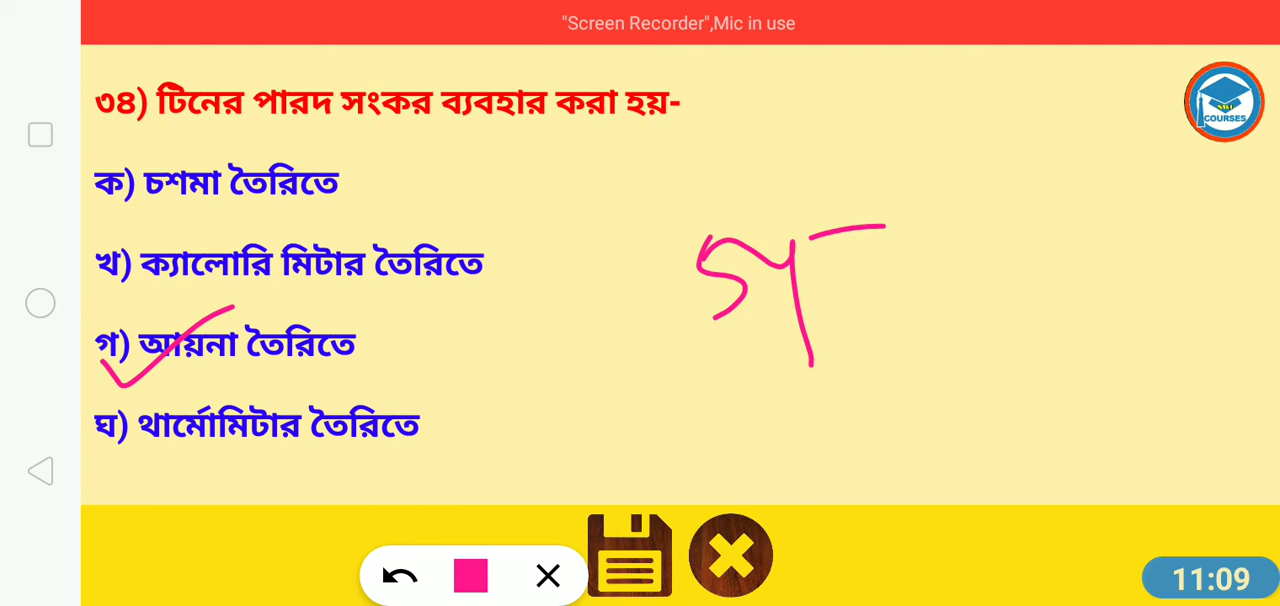 "Screen Recorder",Mic in use
৩৪) টিনের পারদ সংকর ব্যবহার করা হয়-
COURSES
ক) চশমা তৈরিতে
খ) ক্যালোরি মিটার তৈরিতে
গ) আয়না তৈরিতে
ঘ) থার্মোমিটার তৈরিতে
11:09